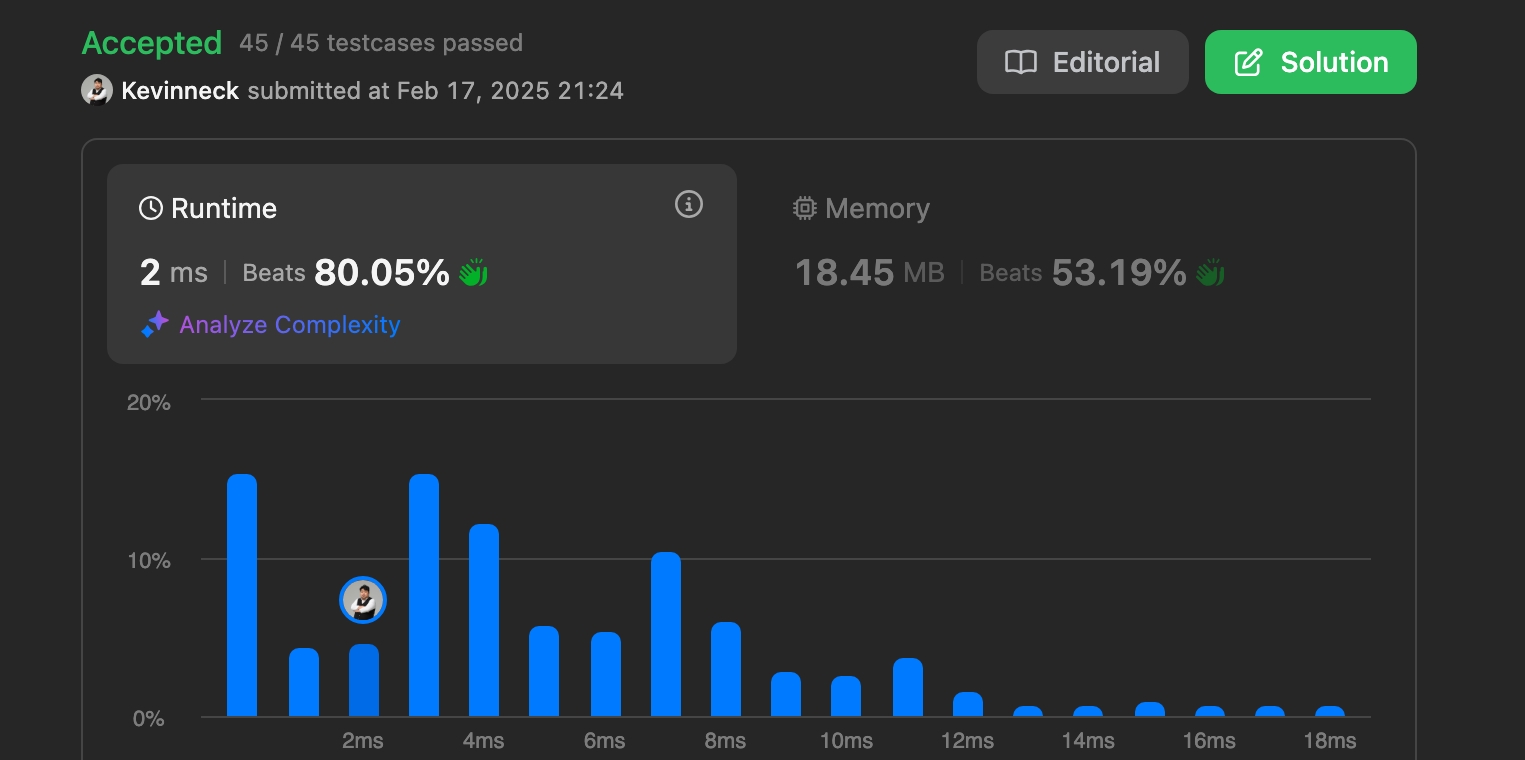 Accepted 45 / 45 testcases passed
Kevinneck submitted at Feb 17, 2025 21:24
Editorial
Solution
Runtime
2 ms | Beats 80.05%
Analyze Complexity
Memory
18.45 MB | Beats 53.19%
20%
10%
0%
2ms 4ms 6ms 8ms 10ms 12ms 14ms 16ms 18ms